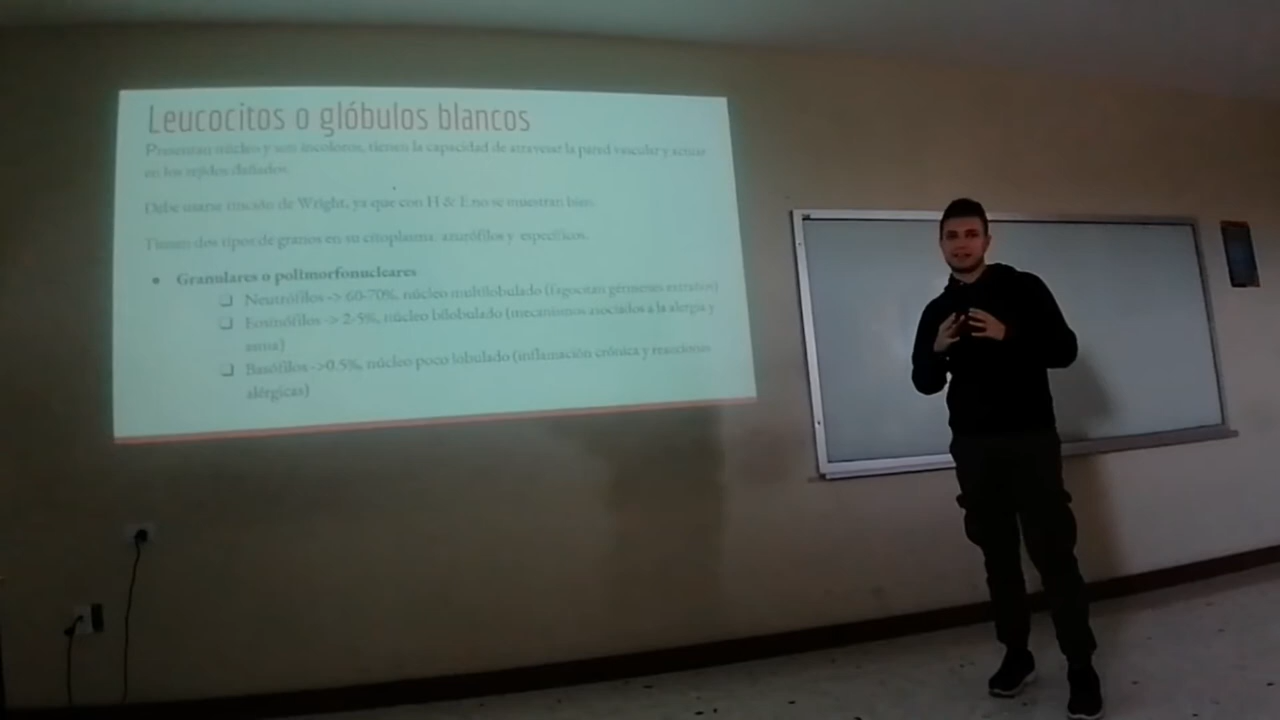 Leucocitos o glóbulos blancos
Presentan núcleo y son incoloros, tienen la capacidad de atravesar la pared vascular y actuar
en los tejidos dañados.
Debe usarse tinción de Wright, ya que con H & E no se muestran bien.
Tienen dos tipos de granos en su citoplasma: azurófilos y específicos.
● Granulares o polimorfonucleares
❑ Neutrófilos -> 60-70%, núcleo multilobulado (fagocitan gérmenes extraños)
❑ Eosinófilos -> 2-5%, núcleo bilobulado (mecanismos asociados a la alergia y
asma)
❑ Basófilos ->0.5%, núcleo poco lobulado (inflamación crónica y reacciones
alérgicas)